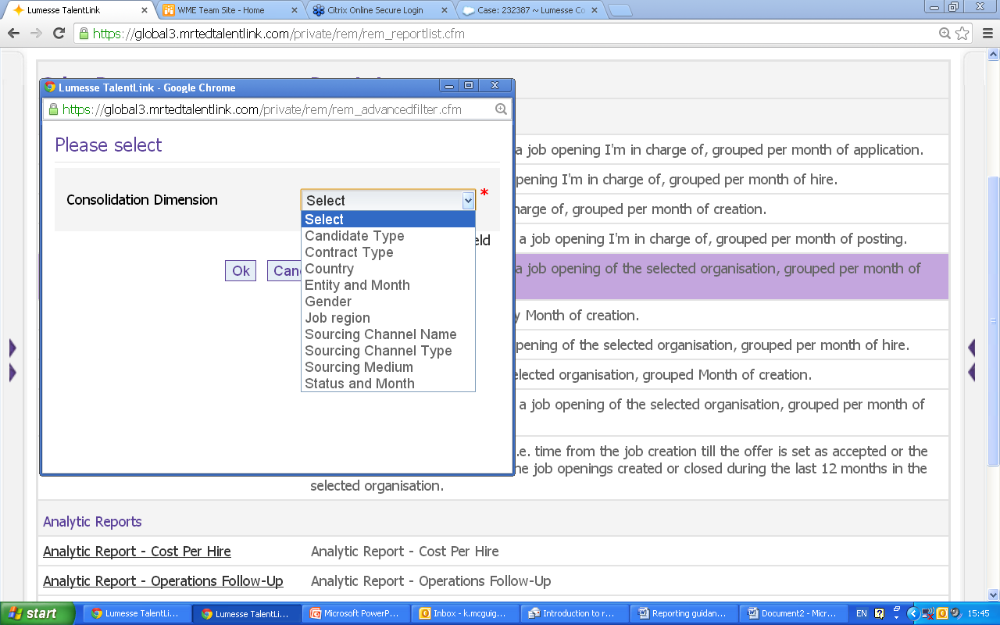 Lumesse TalentLink
WME Team Site - Home
Citrix Online Secure Login
Case: 232387 ~ Lumesse Co
https://global3.mrtedtalentlink.com/private/rem/rem_reportlist.cfm
Lumesse TalentLink - Google Chrome
https://global3.mrtedtalentlink.com/private/rem/rem_advancedfilter.cfm
Please select
Consolidation Dimension
Select
*
Select
Candidate Type
Contract Type
Country
Entity and Month
Gender
Job region
Sourcing Channel Name
Sourcing Channel Type
Sourcing Medium
Status and Month
eld
Ok
Canc
a job opening I'm in charge of, grouped per month of application.
pening I'm in charge of, grouped per month of hire.
harge of, grouped per month of creation.
a job opening I'm in charge of, grouped per month of posting.
a job opening of the selected organisation, grouped per month of
y Month of creation.
pening of the selected organisation, grouped per month of hire.
elected organisation, grouped Month of creation.
a job opening of the selected organisation, grouped per month of
.e. time from the job creation till the offer is set as accepted or the
he job openings created or closed during the last 12 months in the
selected organisation.
Analytic Reports
Analytic Report - Cost Per Hire Analytic Report - Cost Per Hire
Analytic Report - Operations Follow-Up Analytic Report - Operations Follow-Up
start
Lumesse TalentLi...
Lumesse TalentLi...
Microsoft PowerP...
Inbox - k.mcguig...
Introduction to r...
Reporting guidan...
Document2 - Micr...
EN
15:45